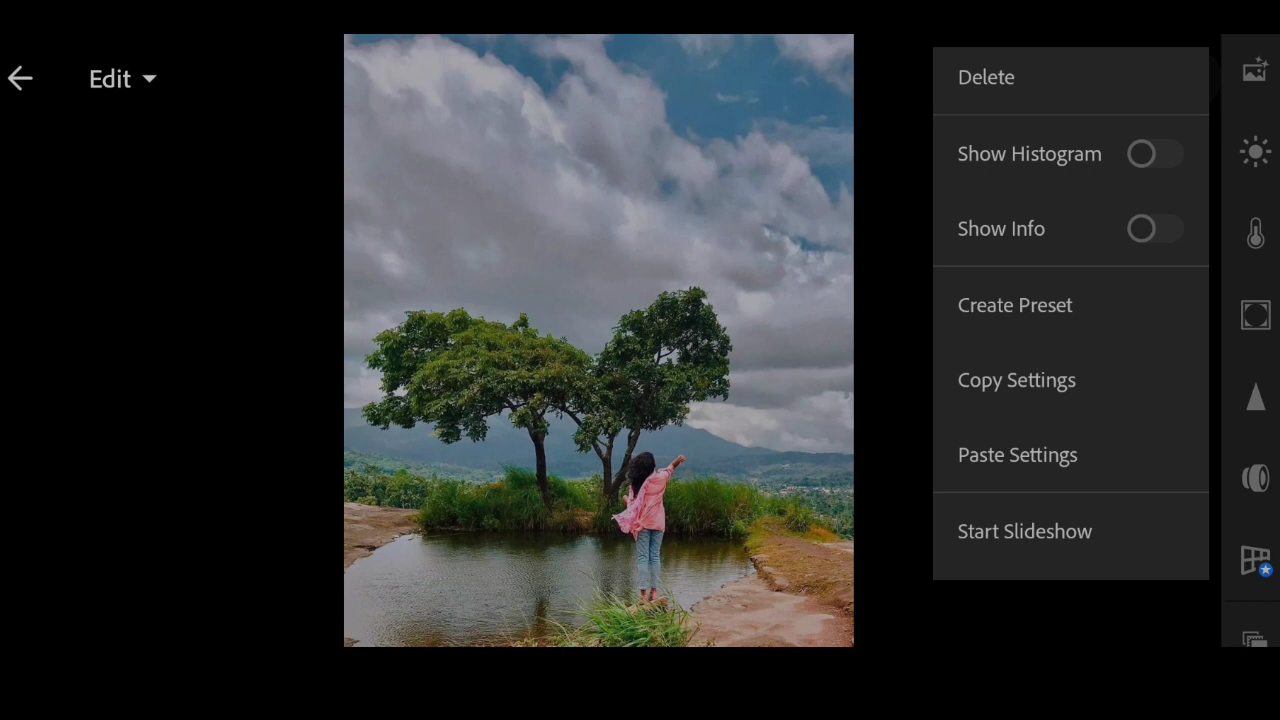 Edit
Delete
Show Histogram
Show Info
Create Preset
Copy Settings
Paste Settings
Start Slideshow